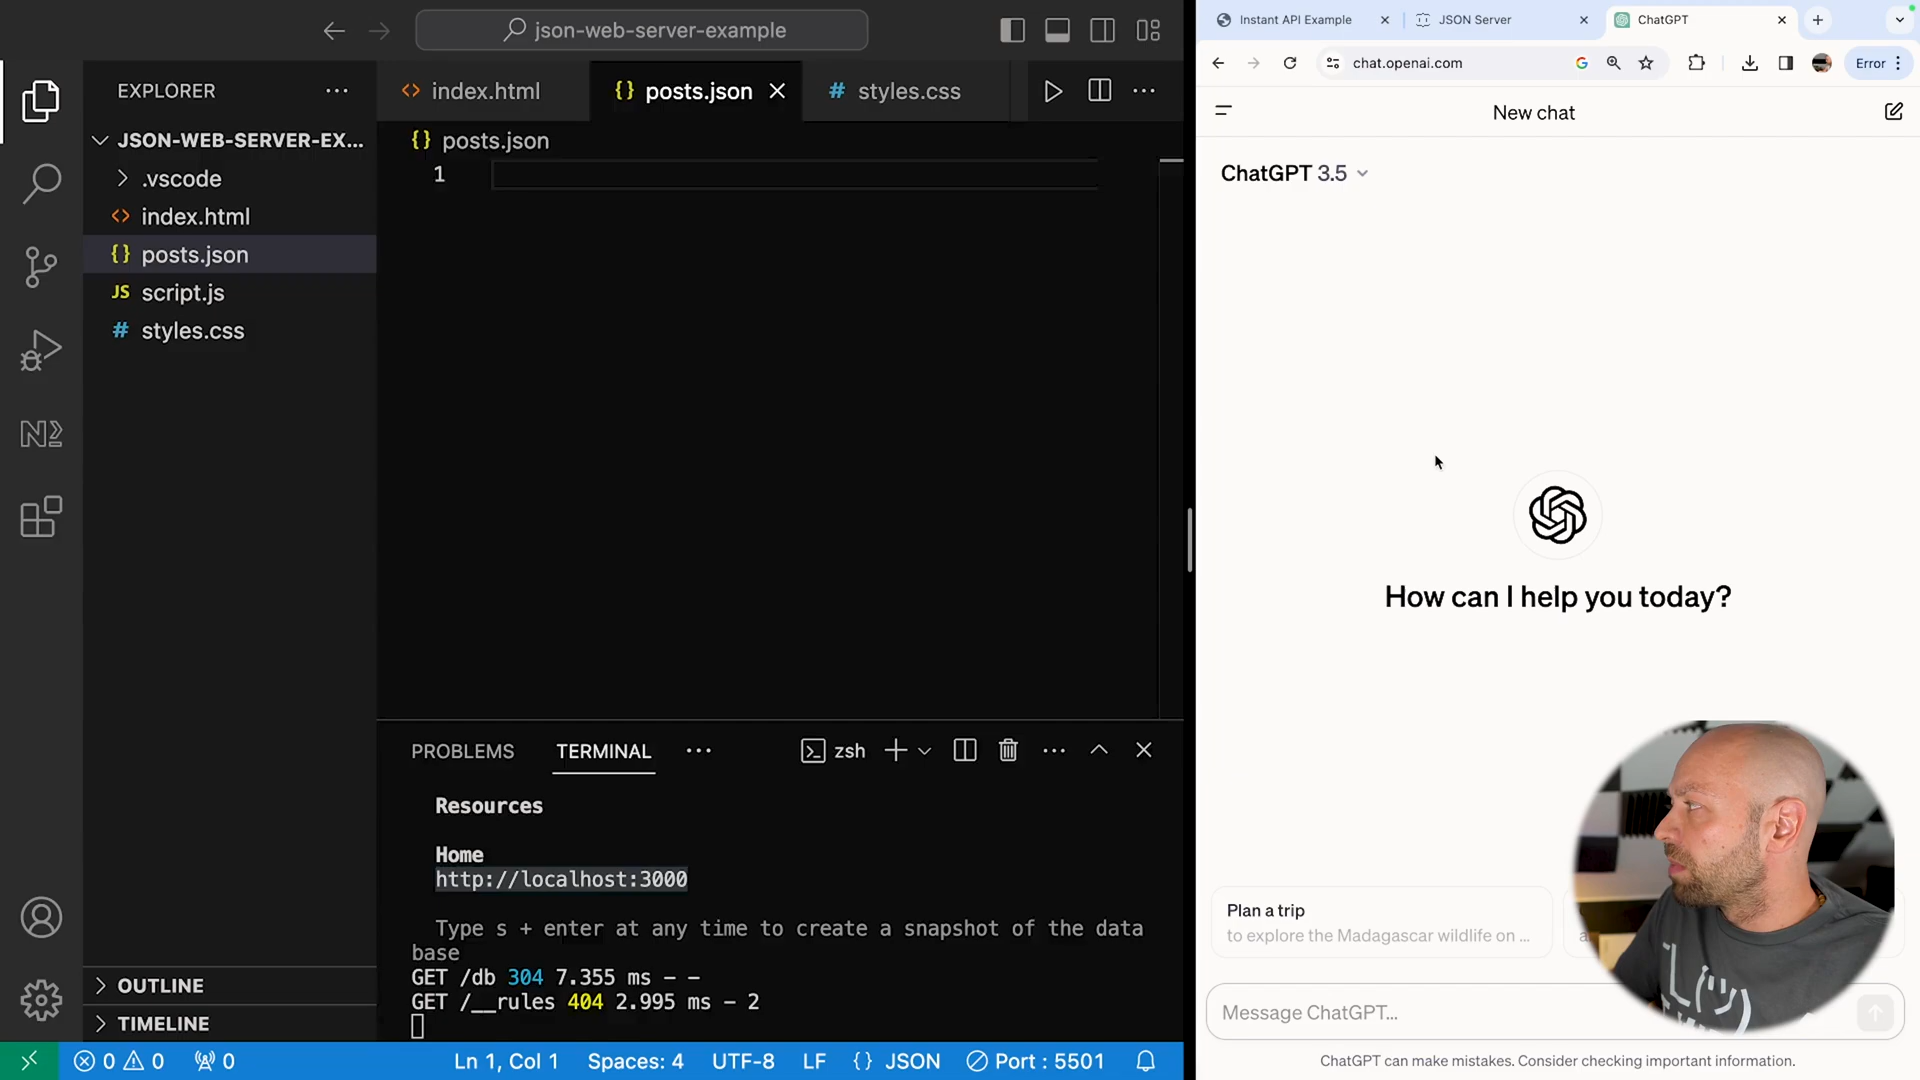 json-web-server-example
EXPLORER
JSON-WEB-SERVER-EX...
.vscode
index.html
posts.json
JS script.js
# styles.css
OUTLINE
TIMELINE
<> index.html
{} posts.json
# styles.css
{} posts.json
1
PROBLEMS
TERMINAL
zsh
Resources
Home
http://localhost:3000
Type s + enter at any time to create a snapshot of the data
base
GET /db 304 7.355 ms - -
GET /__rules 404 2.995 ms - 2
0 0 0
Ln 1, Col 1
Spaces: 4
UTF-8
LF
{} JSON
Port : 5501
Instant API Example
JSON Server
ChatGPT
chat.openai.com
Error
New chat
ChatGPT 3.5
How can I help you today?
Plan a trip
to explore the Madagascar wildlife on ...
Message ChatGPT...
ChatGPT can make mistakes. Consider checking important information.